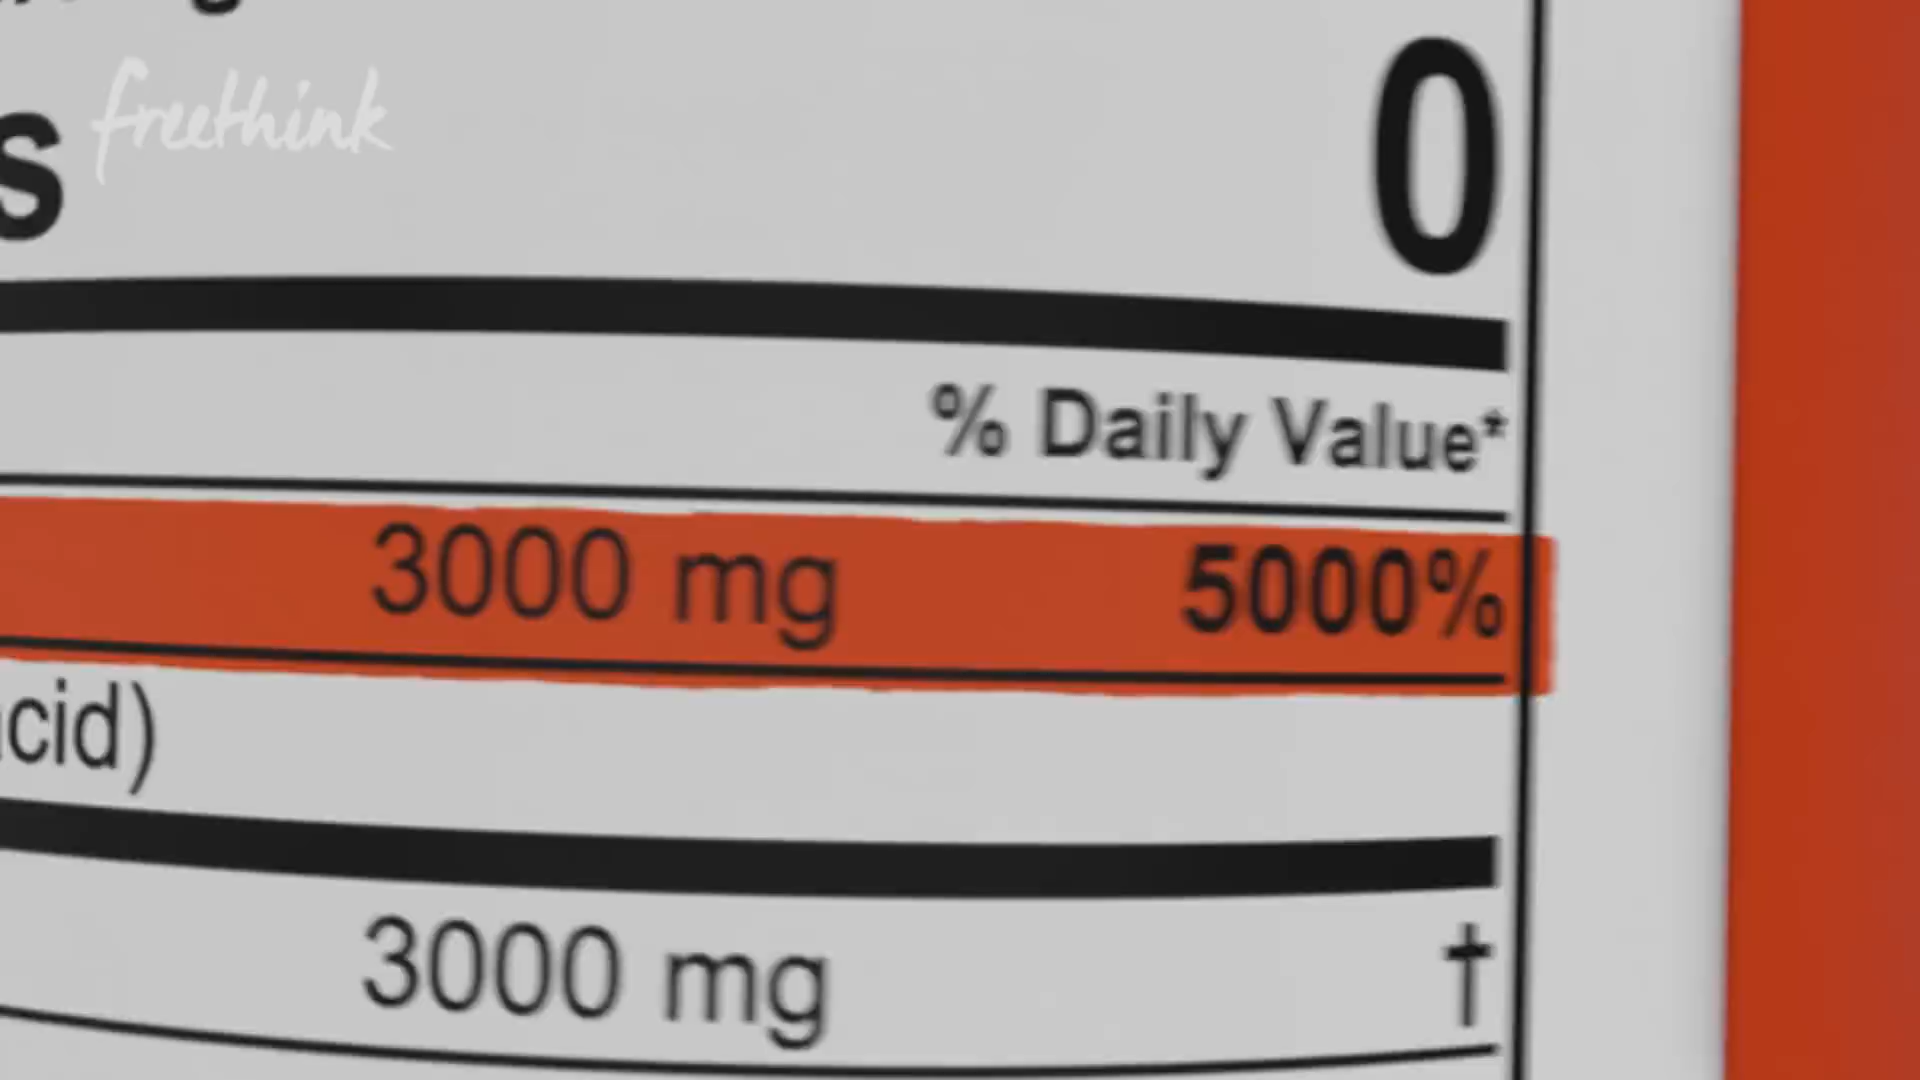 freethink
s
0
% Daily Value*
3000 mg 5000%
cid)
3000 mg †